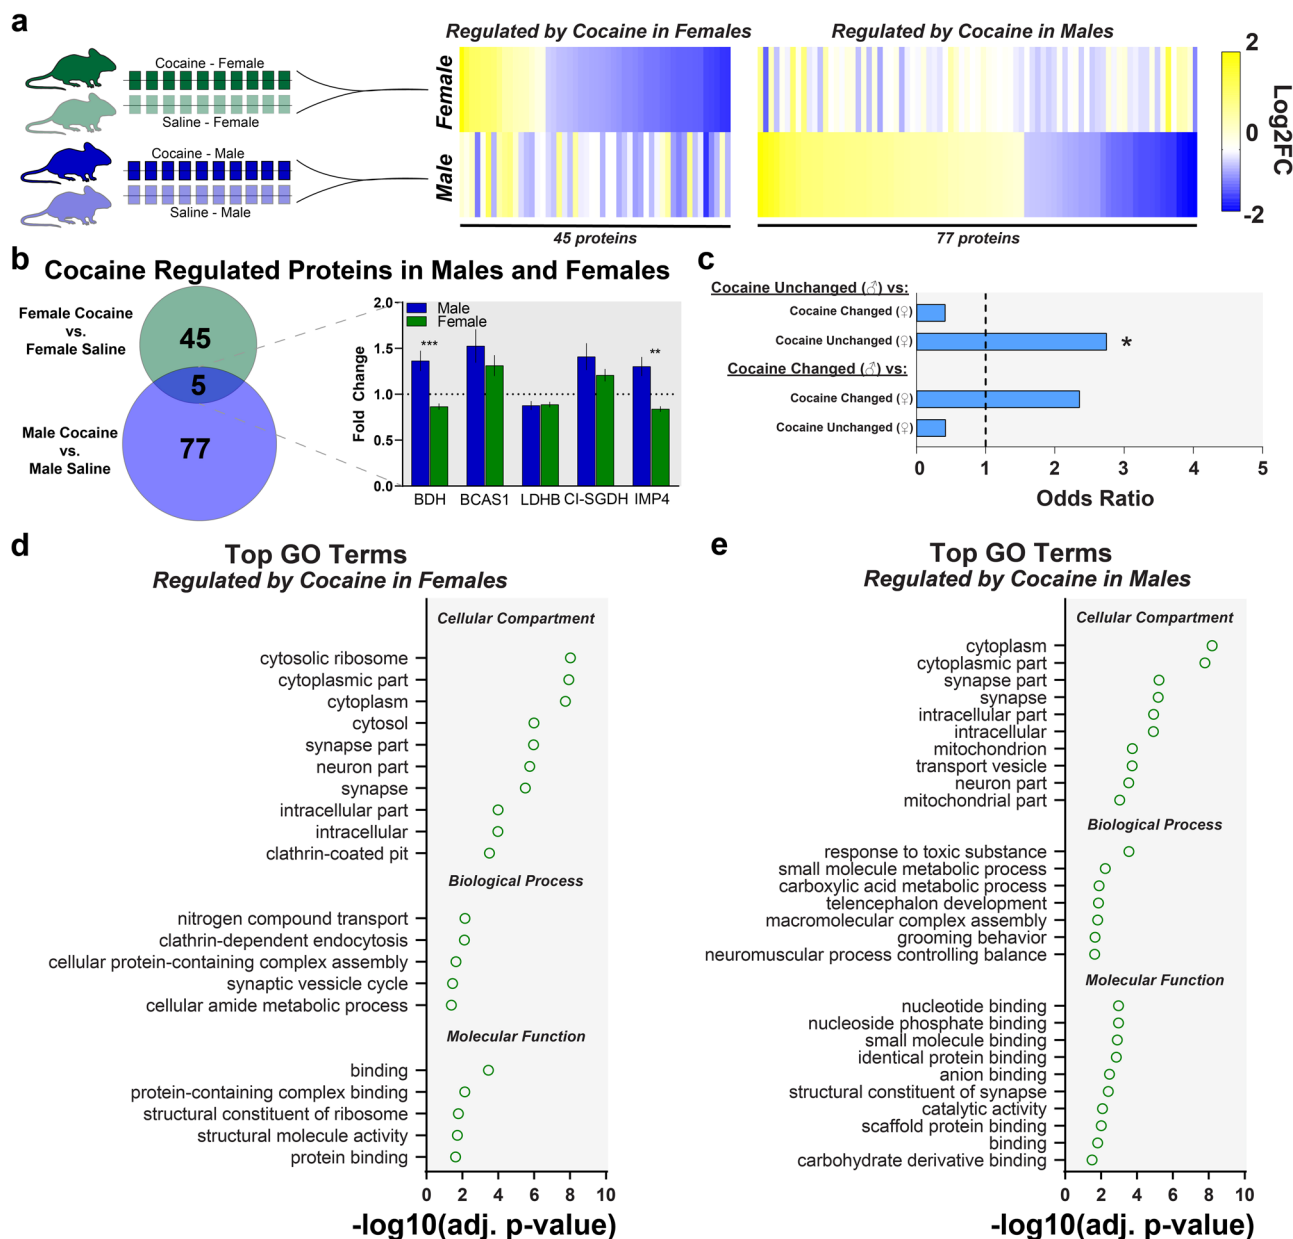 a
Regulated by Cocaine in Females
Regulated by Cocaine in Males
Cocaine - Female
Saline - Female
Cocaine - Male
Saline - Male
Female
Male
45 proteins
77 proteins
2
0
-2
Log2FC
b
Cocaine Regulated Proteins in Males and Females
Female Cocaine
vs.
Female Saline
45
5
Male Cocaine
vs.
Male Saline
77
Fold Change
2.0
1.5
1.0
0.5
0.0
Male
Female
***
**
BDH BCAS1 LDHB CI-SGDH IMP4
c
Cocaine Unchanged (♂) vs:
Cocaine Changed (♀)
Cocaine Unchanged (♀)
*
Cocaine Changed (♂) vs:
Cocaine Changed (♀)
Cocaine Unchanged (♀)
0 1 2 3 4 5
Odds Ratio
d
Top GO Terms
Regulated by Cocaine in Females
Cellular Compartment
cytosolic ribosome
cytoplasmic part
cytoplasm
cytosol
synapse part
neuron part
synapse
intracellular part
intracellular
clathrin-coated pit
Biological Process
nitrogen compound transport
clathrin-dependent endocytosis
cellular protein-containing complex assembly
synaptic vessicle cycle
cellular amide metabolic process
Molecular Function
binding
protein-containing complex binding
structural constituent of ribosome
structural molecule activity
protein binding
0 2 4 6 8 10
-log10(adj. p-value)
e
Top GO Terms
Regulated by Cocaine in Males
Cellular Compartment
cytoplasm
cytoplasmic part
synapse part
synapse
intracellular part
intracellular
mitochondrion
transport vesicle
neuron part
mitochondrial part
Biological Process
response to toxic substance
small molecule metabolic process
carboxylic acid metabolic process
telencephalon development
macromolecular complex assembly
grooming behavior
neuromuscular process controlling balance
Molecular Function
nucleotide binding
nucleoside phosphate binding
small molecule binding
identical protein binding
anion binding
structural constituent of synapse
catalytic activity
scaffold protein binding
binding
carbohydrate derivative binding
0 2 4 6 8 10
-log10(adj. p-value)